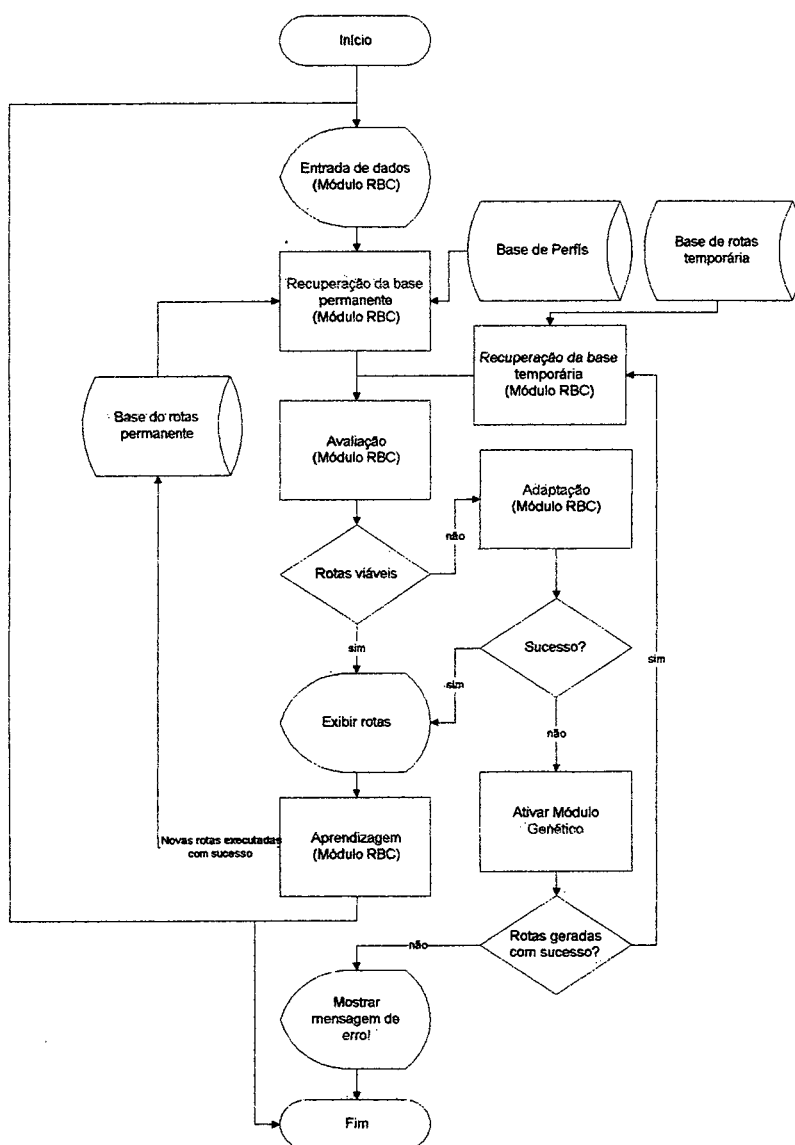 Início
Entrada de dados
(Módulo RBC)
Base de Perfis
Base de rotas
temporária
Recuperação da base
permanente
(Módulo RBC)
Recuperação da base
temporária
(Módulo RBC)
Base do rotas
permanente
Avaliação
(Módulo RBC)
Adaptação
(Módulo RBC)
não
Rotas viáveis
sim
Sucesso?
sim
sim
Exibir rotas
não
Novas rotas executadas
com sucesso
Aprendizagem
(Módulo RBC)
Ativar Módulo
Genético
não
Rotas geradas
com sucesso?
Mostrar
mensagem de
erro!
Fim